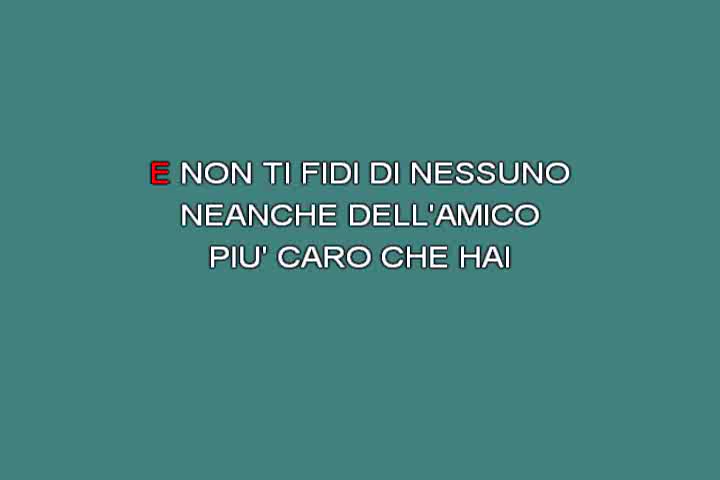 E NON TI FIDI DI NESSUNO
NEANCHE DELL'AMICO
PIU' CARO CHE HAI